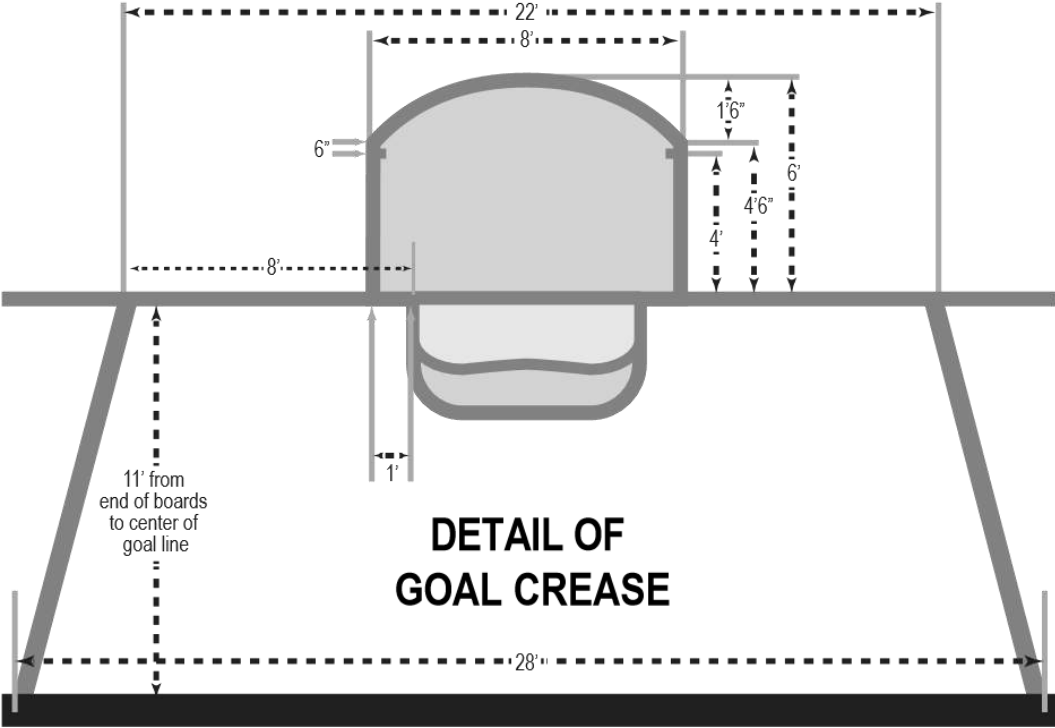 22’
8’
1’6”
6”
6’
4’6”
4’
8’
1’
11’ from
end of boards
to center of
goal line
DETAIL OF
GOAL CREASE
28’